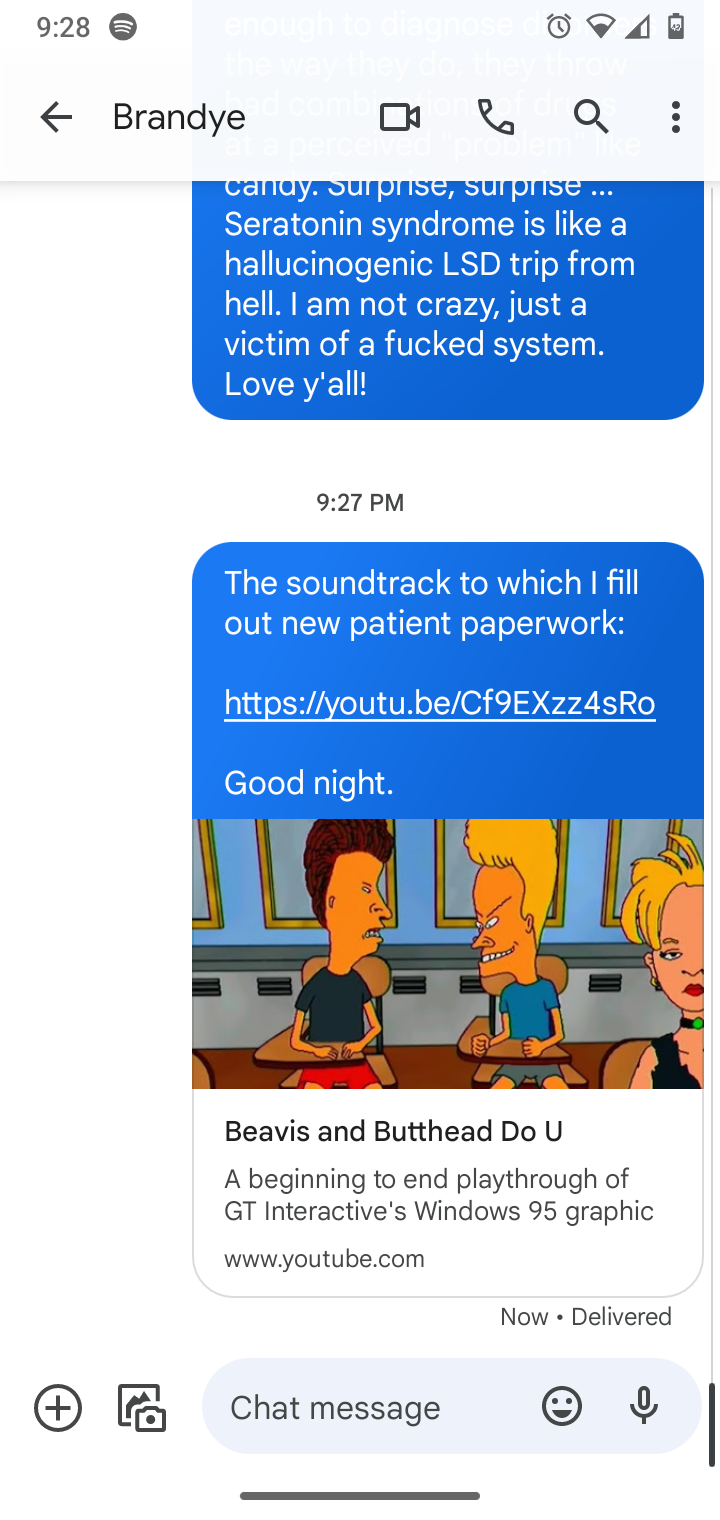 9:28
42
Brandye
enough to diagnose
the way they do, they throw
bad combinations of drugs
at a perceived "problem" like
candy. Surprise, surprise ...
Seratonin syndrome is like a
hallucinogenic LSD trip from
hell. I am not crazy, just a
victim of a fucked system.
Love y'all!
9:27 PM
The soundtrack to which I fill
out new patient paperwork:
https://youtu.be/Cf9EXzz4sRo
Good night.
Beavis and Butthead Do U
A beginning to end playthrough of
GT Interactive's Windows 95 graphic
www.youtube.com
Now • Delivered
Chat message